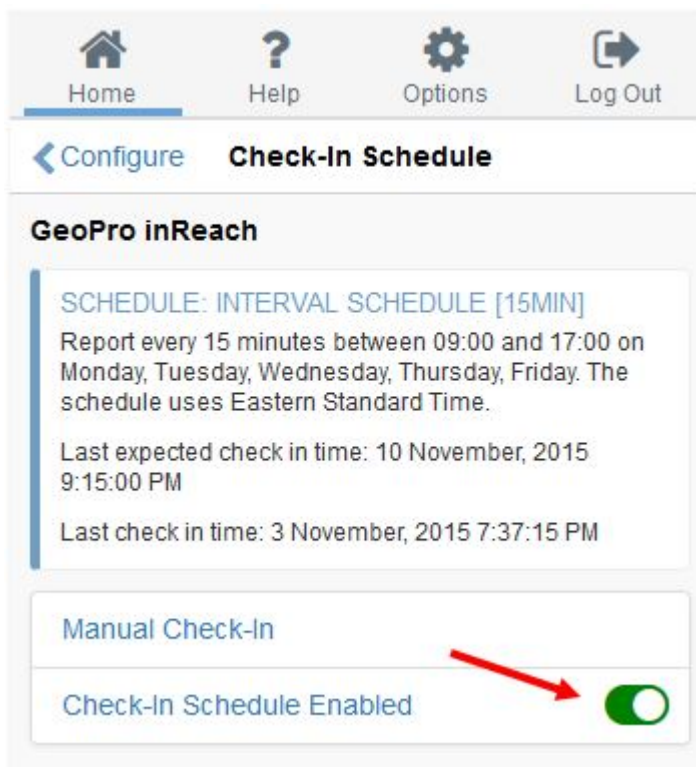 Home Help Options Log Out
Configure Check-In Schedule
GeoPro inReach
SCHEDULE: INTERVAL SCHEDULE [15MIN]
Report every 15 minutes between 09:00 and 17:00 on
Monday, Tuesday, Wednesday, Thursday, Friday. The
schedule uses Eastern Standard Time.
Last expected check in time: 10 November, 2015
9:15:00 PM
Last check in time: 3 November, 2015 7:37:15 PM
Manual Check-In
Check-In Schedule Enabled